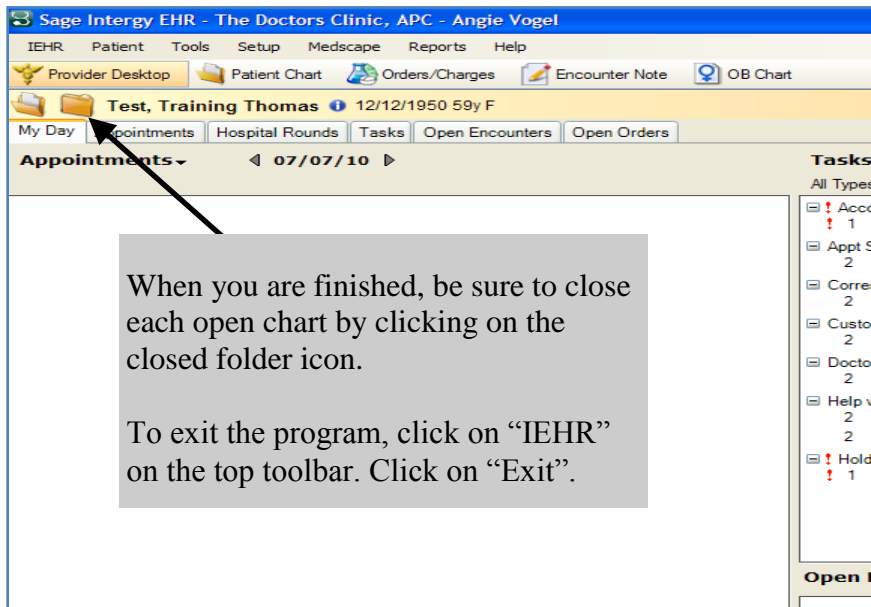 Sage Intergy EHR - The Doctors Clinic, APC - Angie Vogel
IEHR Patient Tools Setup Medscape Reports Help
Provider Desktop Patient Chart Orders/Charges Encounter Note OB Chart
Test, Training Thomas 12/12/1950 59y F
My Day Appointments Hospital Rounds Tasks Open Encounters Open Orders
Appointments 07/07/10 Tasks
All Types
! Acco
! 1
Appt S
2
Corre
2
Custo
2
Docto
2
Help
2
2
! Hold
! 1
When you are finished, be sure to close
each open chart by clicking on the
closed folder icon.
To exit the program, click on “IEHR”
on the top toolbar. Click on “Exit”.
Open